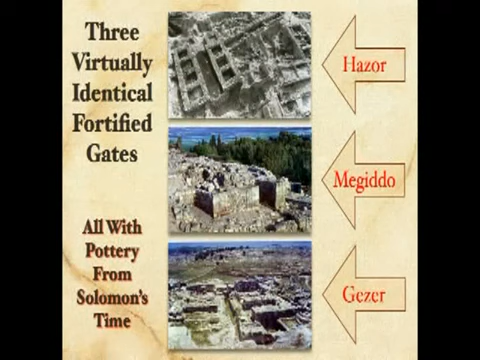 Three
Virtually
Identical
Fortified
Gates
All With
Pottery
From
Solomon's
Time
Hazor
Megiddo
Gezer